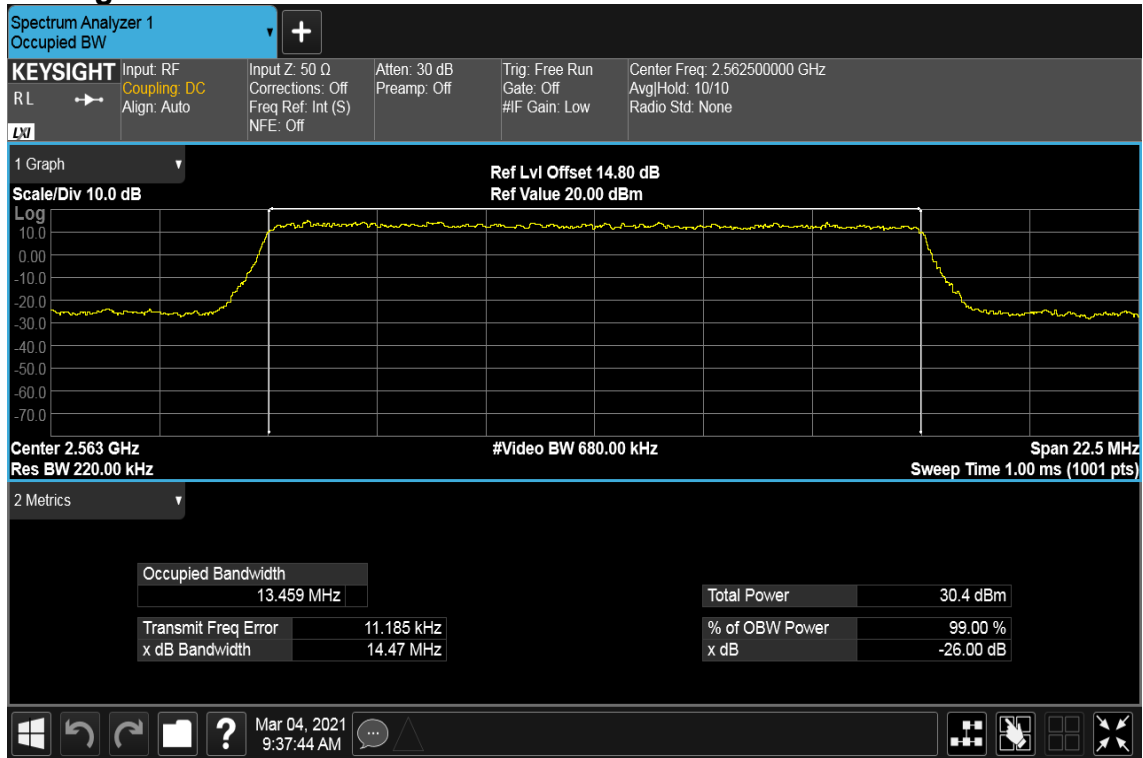 Spectrum Analyzer 1
Occupied BW
+
KEYSIGHT
R L
LXI
Input: RF
Coupling: DC
Align: Auto
Input Z: 50 Ω
Corrections: Off
Freq Ref: Int (S)
NFE: Off
Atten: 30 dB
Preamp: Off
Trig: Free Run
Gate: Off
#IF Gain: Low
Center Freq: 2.562500000 GHz
Avg|Hold: 10/10
Radio Std: None
1 Graph
Ref Lvl Offset 14.80 dB
Scale/Div 10.0 dB
Ref Value 20.00 dBm
Log
10.0
0.00
-10.0
-20.0
-30.0
-40.0
-50.0
-60.0
-70.0
Center 2.563 GHz
#Video BW 680.00 kHz
Span 22.5 MHz
Res BW 220.00 kHz
Sweep Time 1.00 ms (1001 pts)
2 Metrics
Occupied Bandwidth
13.459 MHz
Total Power 30.4 dBm
Transmit Freq Error 11.185 kHz
% of OBW Power 99.00 %
x dB Bandwidth 14.47 MHz
x dB -26.00 dB
?
Mar 04, 2021
9:37:44 AM